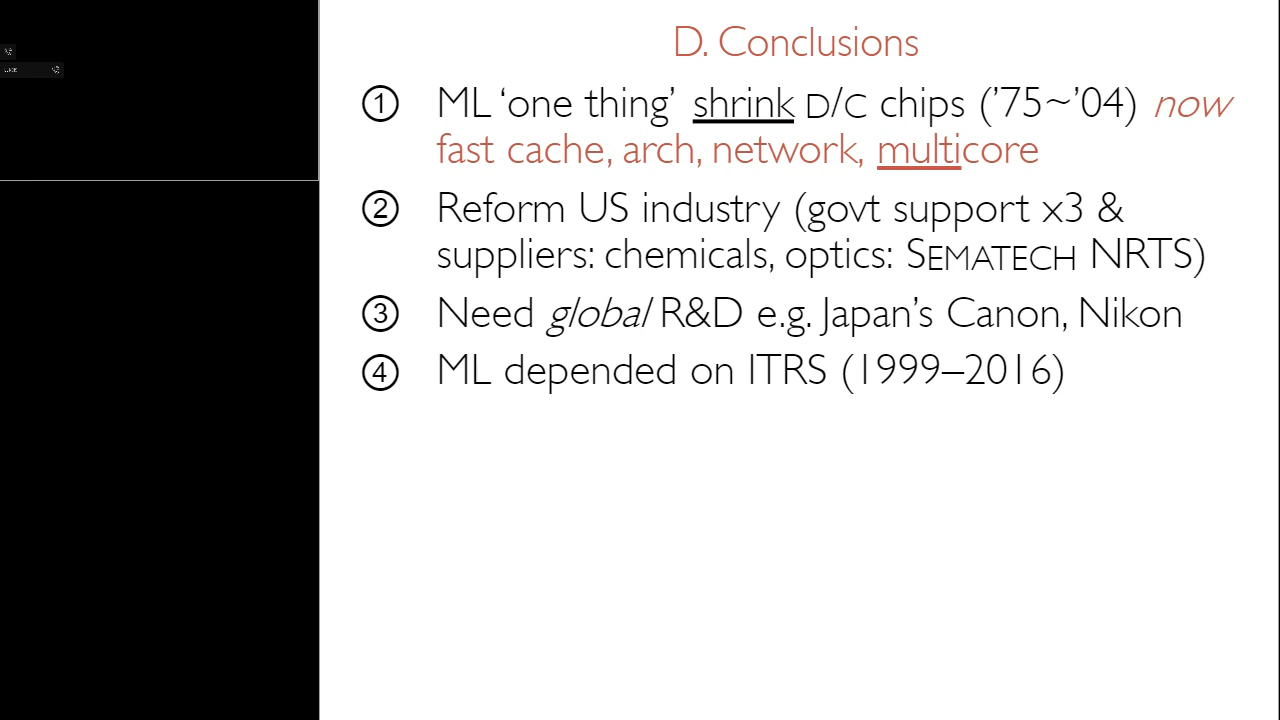 D. Conclusions
① ML ‘one thing’ shrink D/C chips (’75~’04) now
fast cache, arch, network, multicore
② Reform US industry (govt support x3 &
suppliers: chemicals, optics: SEMATECH NRTS)
③ Need global R&D e.g. Japan’s Canon, Nikon
④ ML depended on ITRS (1999–2016)